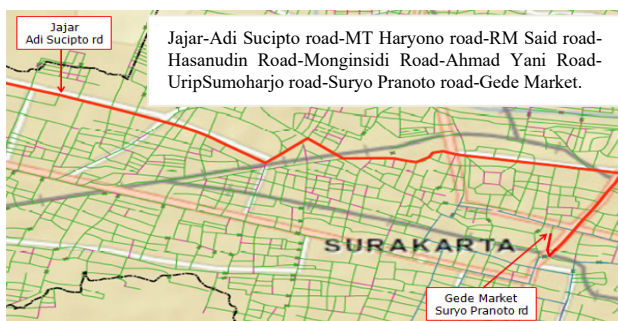 Jajar
Adi Sucipto rd
Jajar-Adi Sucipto road-MT Haryono road-RM Said road-
Hasanudin Road-Monginsidi Road-Ahmad Yani Road-
UripSumoharjo road-Suryo Pranoto road-Gede Market.
SURAKARTA
Gede Market
Suryo Pranoto rd